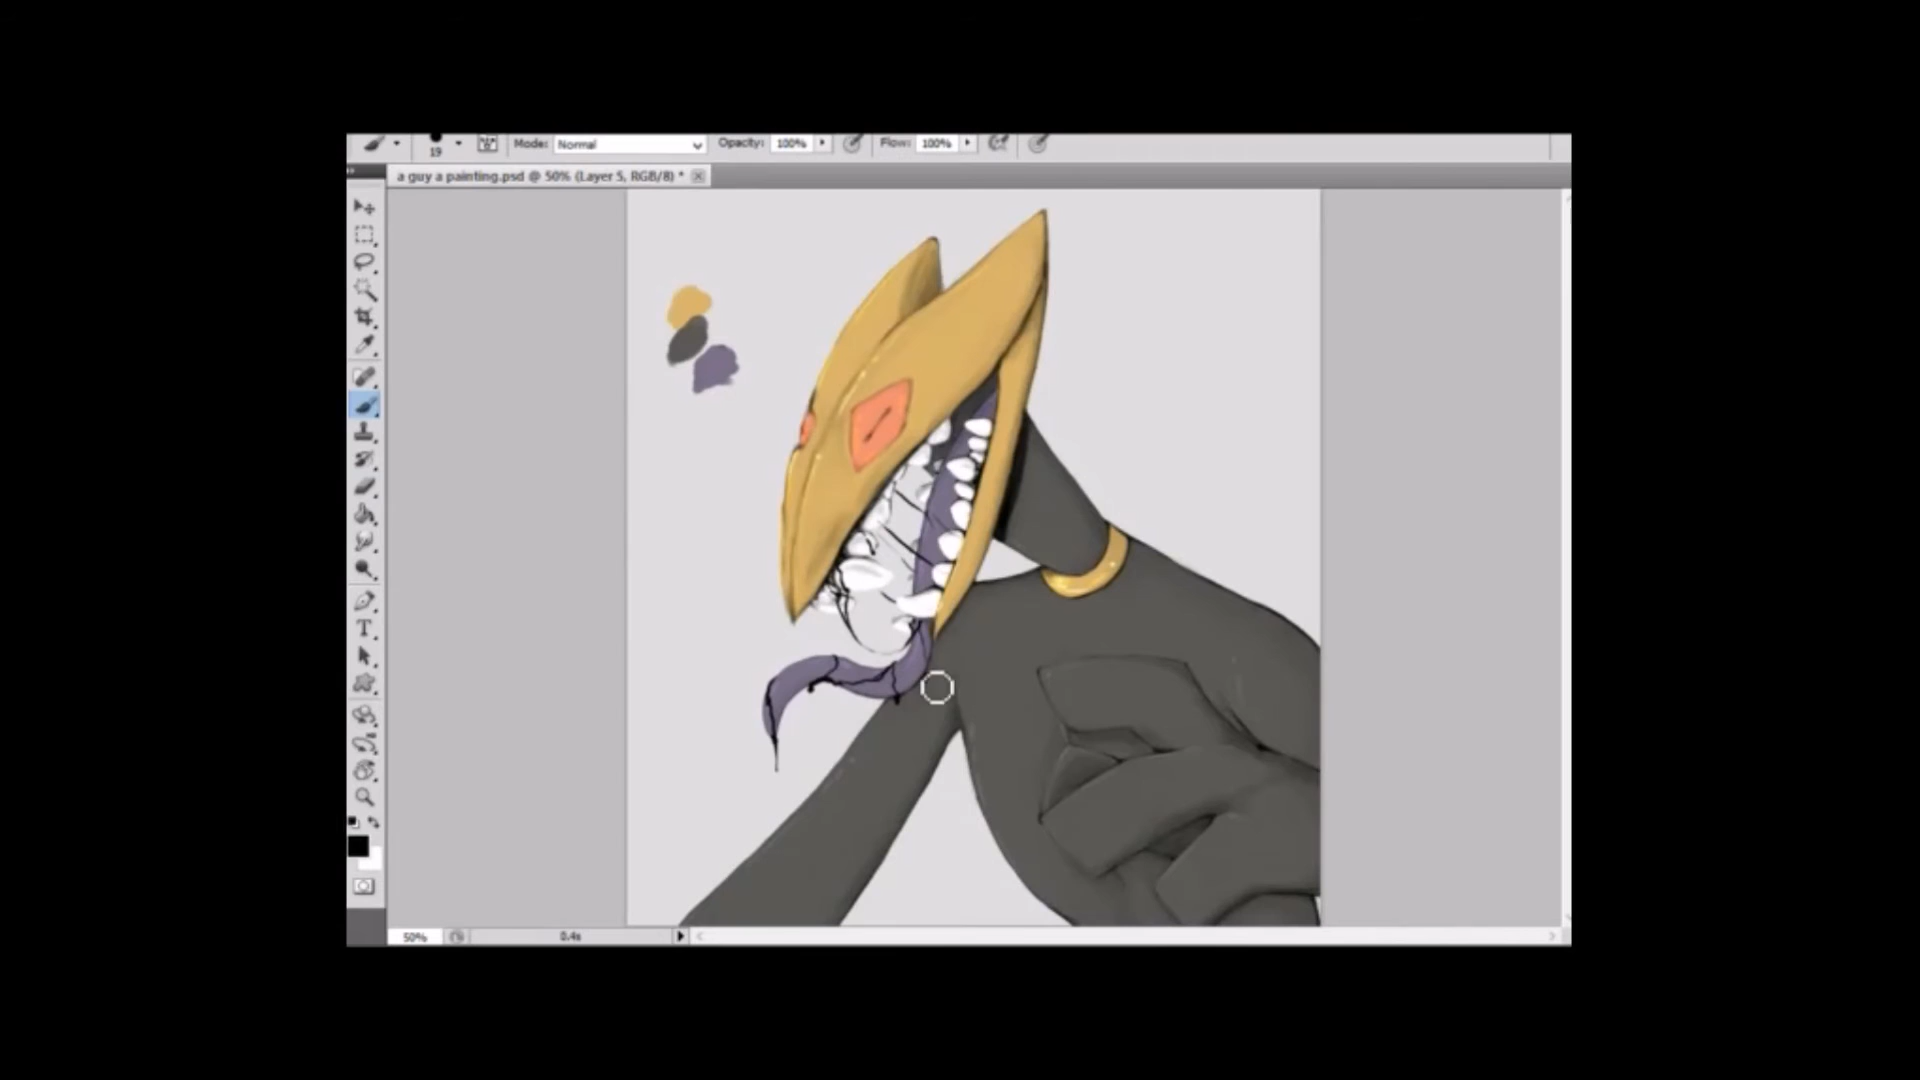 19 Mode: Normal Opacity: 100% Flow: 100%
a guy a painting.psd @ 50% (Layer 5, RGB/8) *
50% 0.4s